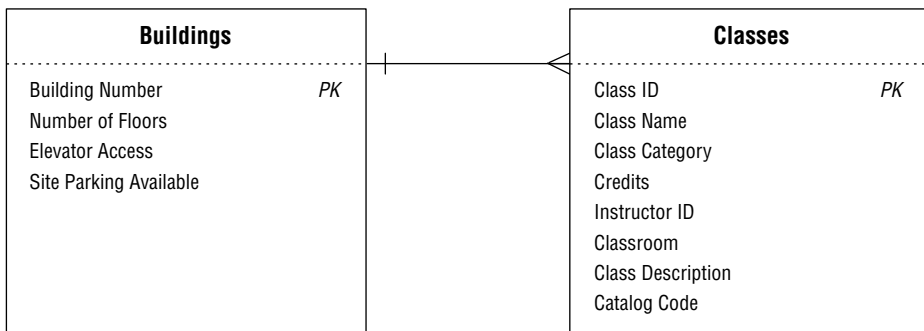 Buildings
Building Number PK
Number of Floors
Elevator Access
Site Parking Available
Classes
Class ID PK
Class Name
Class Category
Credits
Instructor ID
Classroom
Class Description
Catalog Code